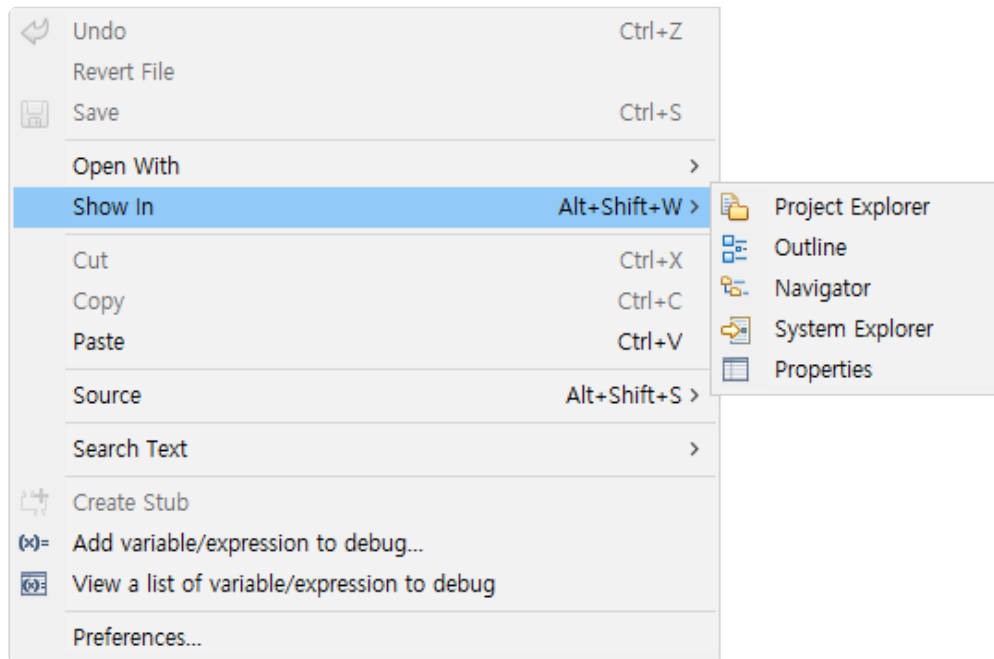 Undo Ctrl+Z
Revert File
Save Ctrl+S
Open With
Show In Alt+Shift+W
Project Explorer
Outline
Navigator
System Explorer
Properties
Cut Ctrl+X
Copy Ctrl+C
Paste Ctrl+V
Source Alt+Shift+S
Search Text
Create Stub
(x)= Add variable/expression to debug...
(x)= View a list of variable/expression to debug
Preferences...